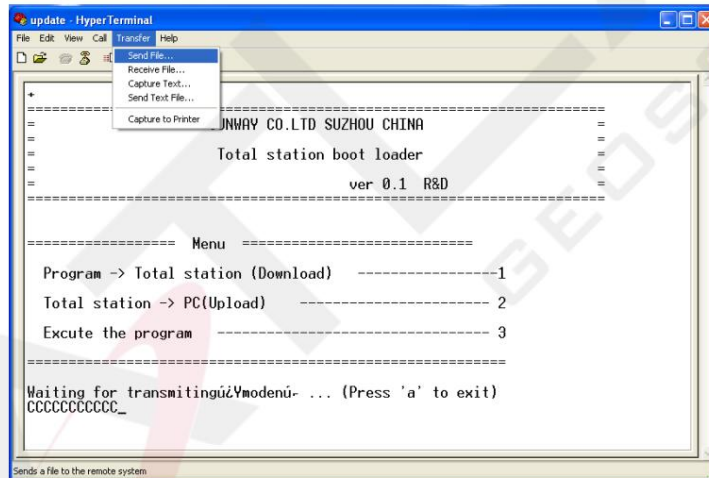 update - HyperTerminal
File Edit View Call Transfer Help
Send File...
Receive File...
Capture Text...
Send Text File...
Capture to Printer
+
==========================================================================
= CO.LTD SUZHOU CHINA =
= =
= Total station boot loader =
= =
= ver 0.1 R&D =
==========================================================================
================== Menu ============================
Program -> Total station (Download) -----------------1
Total station -> PC(Upload) ----------------------- 2
Excute the program --------------------------------- 3
==========================================================
Waiting for transmitingú¿Ymodenú- ... (Press 'a' to exit)
CCCCCCCCCCC_
Sends a file to the remote system
GEOS